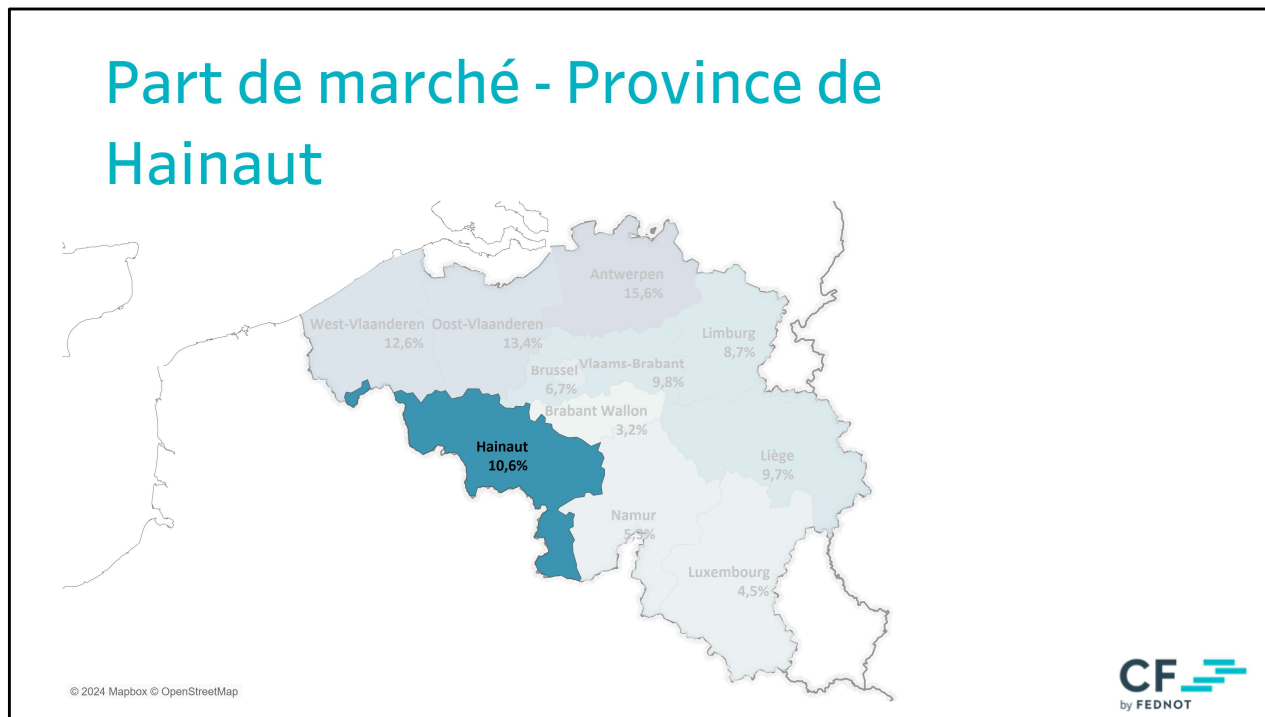 Part de marché - Province de
Hainaut
Antwerpen
15,6%
West-Vlaanderen
12,6%
Oost-Vlaanderen
13,4%
Limburg
8,7%
Brussel
6,7%
Vlaams-Brabant
9,8%
Brabant Wallon
3,2%
Hainaut
10,6%
Liège
9,7%
Namur
5,3%
Luxembourg
4,5%
© 2024 Mapbox © OpenStreetMap
CF
by FEDNOT